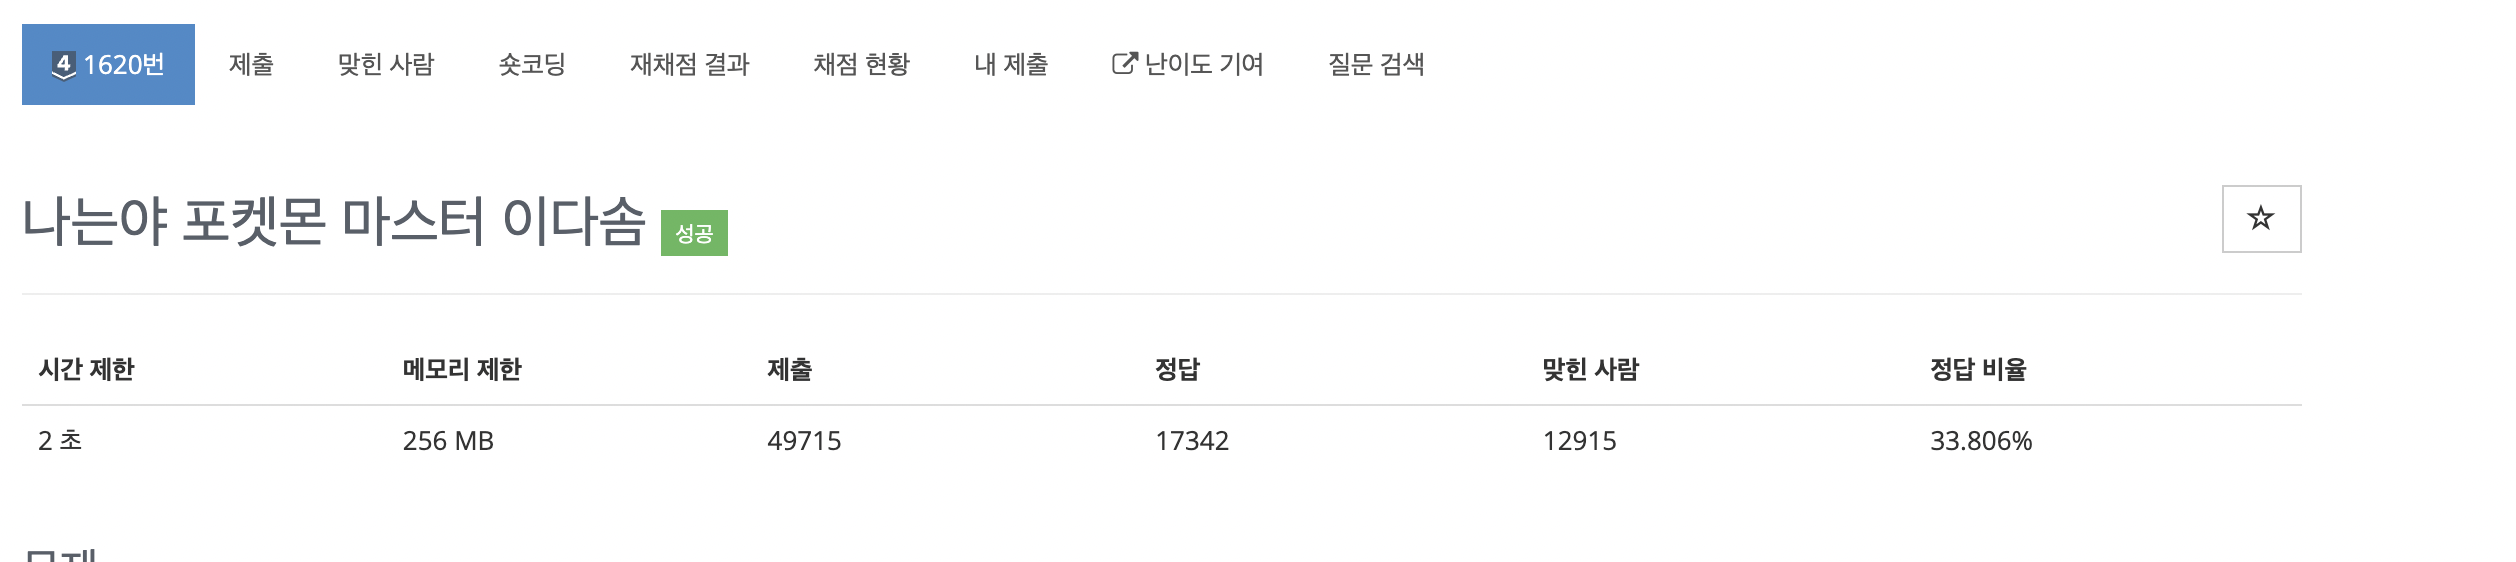 4 1620번 제출 맞힌 사람 숏코딩 재채점 결과 채점 현황 내 제출 난이도 기여 질문 검색
나는야 포켓몬 마스터 이다솜 성공
시간 제한 메모리 제한 제출 정답 맞힌 사람 정답 비율
2 초 256 MB 49715 17342 12915 33.806%